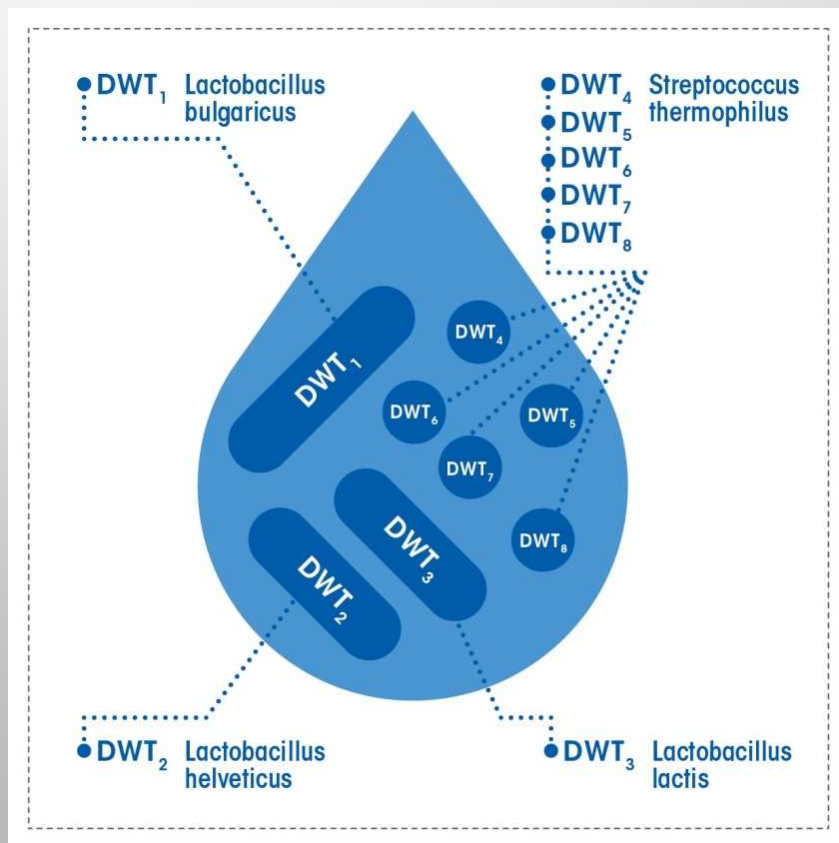 DWT₁ Lactobacillus
bulgaricus
DWT₄ Streptococcus
thermophilus
DWT₅
DWT₆
DWT₇
DWT₈
DWT₁
DWT₄
DWT₆
DWT₅
DWT₇
DWT₃
DWT₈
DWT₂
DWT₂ Lactobacillus
helveticus
DWT₃ Lactobacillus
lactis